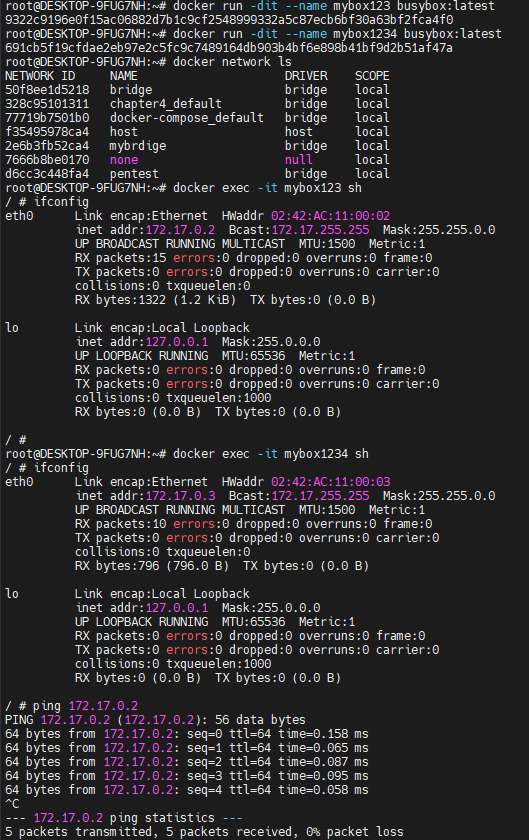 root@DESKTOP-9FUG7NH:~# docker run -dit --name mybox123 busybox:latest
9322c9196e0f15ac06882d7b1c9cf2548999332a5c87ecb6bf30a63bf2fca4f0
root@DESKTOP-9FUG7NH:~# docker run -dit --name mybox1234 busybox:latest
691cb5f19cfdae2eb97e2c5fc9c7489164db903b4bf6e898b41bf9d2b51af47a
root@DESKTOP-9FUG7NH:~# docker network ls
NETWORK ID     NAME                     DRIVER    SCOPE
50f8ee1d5218   bridge                   bridge    local
328c95101311   chapter4_default         bridge    local
77719b7501b0   docker-compose_default   bridge    local
f35495978ca4   host                     host      local
2e6b3fb52ca4   mybrdige                 bridge    local
7666b8be0170   none                     null      local
d6cc3c448fa4   pentest                  bridge    local
root@DESKTOP-9FUG7NH:~# docker exec -it mybox123 sh
/ # ifconfig
eth0      Link encap:Ethernet  HWaddr 02:42:AC:11:00:02
          inet addr:172.17.0.2  Bcast:172.17.255.255  Mask:255.255.0.0
          UP BROADCAST RUNNING MULTICAST  MTU:1500  Metric:1
          RX packets:15 errors:0 dropped:0 overruns:0 frame:0
          TX packets:0 errors:0 dropped:0 overruns:0 carrier:0
          collisions:0 txqueuelen:0
          RX bytes:1322 (1.2 KiB)  TX bytes:0 (0.0 B)

lo        Link encap:Local Loopback
          inet addr:127.0.0.1  Mask:255.0.0.0
          UP LOOPBACK RUNNING  MTU:65536  Metric:1
          RX packets:0 errors:0 dropped:0 overruns:0 frame:0
          TX packets:0 errors:0 dropped:0 overruns:0 carrier:0
          collisions:0 txqueuelen:1000
          RX bytes:0 (0.0 B)  TX bytes:0 (0.0 B)

/ #
root@DESKTOP-9FUG7NH:~# docker exec -it mybox1234 sh
/ # ifconfig
eth0      Link encap:Ethernet  HWaddr 02:42:AC:11:00:03
          inet addr:172.17.0.3  Bcast:172.17.255.255  Mask:255.255.0.0
          UP BROADCAST RUNNING MULTICAST  MTU:1500  Metric:1
          RX packets:10 errors:0 dropped:0 overruns:0 frame:0
          TX packets:0 errors:0 dropped:0 overruns:0 carrier:0
          collisions:0 txqueuelen:0
          RX bytes:796 (796.0 B)  TX bytes:0 (0.0 B)

lo        Link encap:Local Loopback
          inet addr:127.0.0.1  Mask:255.0.0.0
          UP LOOPBACK RUNNING  MTU:65536  Metric:1
          RX packets:0 errors:0 dropped:0 overruns:0 frame:0
          TX packets:0 errors:0 dropped:0 overruns:0 carrier:0
          collisions:0 txqueuelen:1000
          RX bytes:0 (0.0 B)  TX bytes:0 (0.0 B)

/ # ping 172.17.0.2
PING 172.17.0.2 (172.17.0.2): 56 data bytes
64 bytes from 172.17.0.2: seq=0 ttl=64 time=0.158 ms
64 bytes from 172.17.0.2: seq=1 ttl=64 time=0.065 ms
64 bytes from 172.17.0.2: seq=2 ttl=64 time=0.087 ms
64 bytes from 172.17.0.2: seq=3 ttl=64 time=0.095 ms
64 bytes from 172.17.0.2: seq=4 ttl=64 time=0.058 ms
^C
--- 172.17.0.2 ping statistics ---
5 packets transmitted, 5 packets received, 0% packet loss